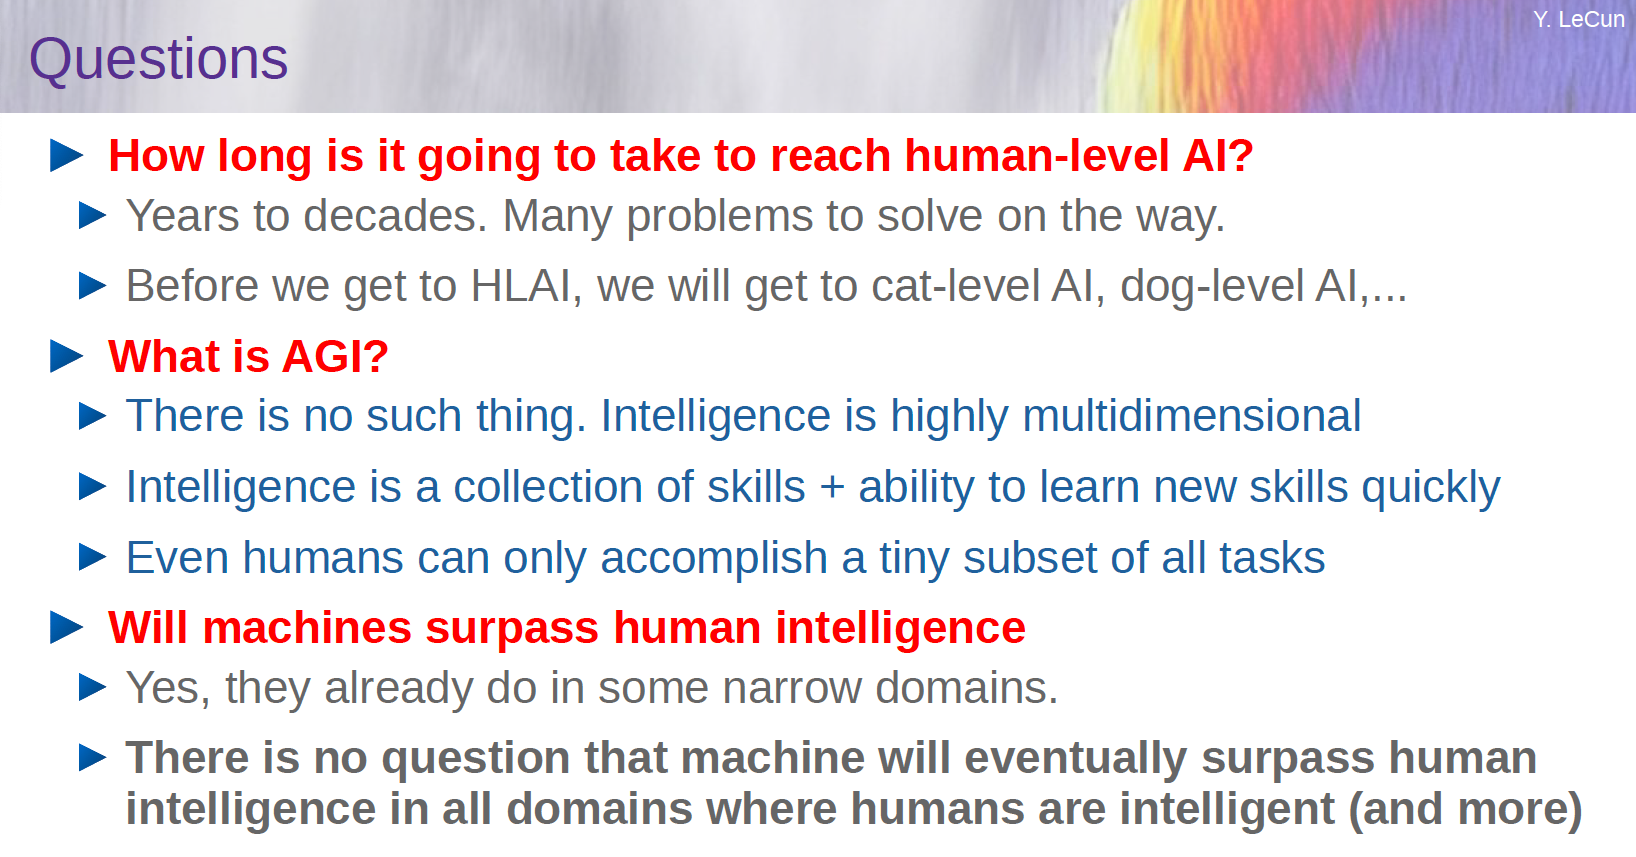 Y. LeCun
Questions
How long is it going to take to reach human-level AI?
Years to decades. Many problems to solve on the way.
Before we get to HLAI, we will get to cat-level AI, dog-level AI,...
What is AGI?
There is no such thing. Intelligence is highly multidimensional
Intelligence is a collection of skills + ability to learn new skills quickly
Even humans can only accomplish a tiny subset of all tasks
Will machines surpass human intelligence
Yes, they already do in some narrow domains.
There is no question that machine will eventually surpass human
intelligence in all domains where humans are intelligent (and more)